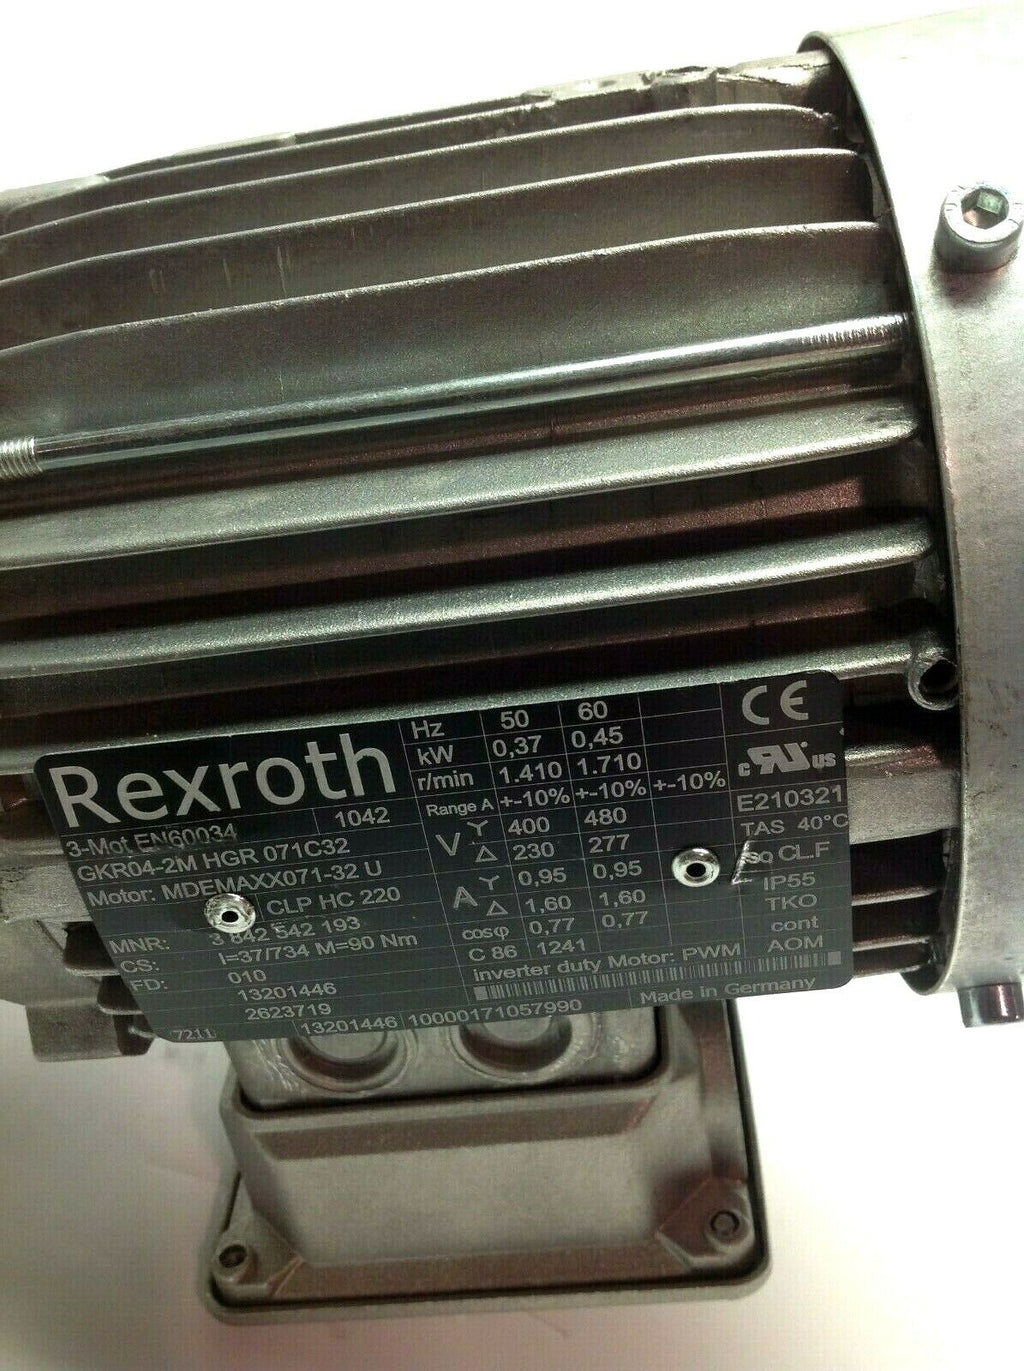 Rexroth
1042
3-Mot.EN60034
GKR04-2M HGR 071C32
Motor: MDEMAXX071-32 U
CLP HC 220
MNR: 3 842 542 193
CS: I=37/734 M=90 Nm
FD: 010
13201446
2623719
7211 13201446 10000171057990
Hz 50 60
kW 0,37 0,45
r/min 1.410 1.710
Range A +-10% +-10% +-10%
V Y 400 480
Δ 230 277
A Y 0,95 0,95
Δ 1,60 1,60
cosφ 0,77 0,77
C 86 1241
Inverter duty Motor: PWM
Made in Germany
CE
c RU us
E210321
TAS 40°C
CL.F
IP55
TKO
cont
AOM